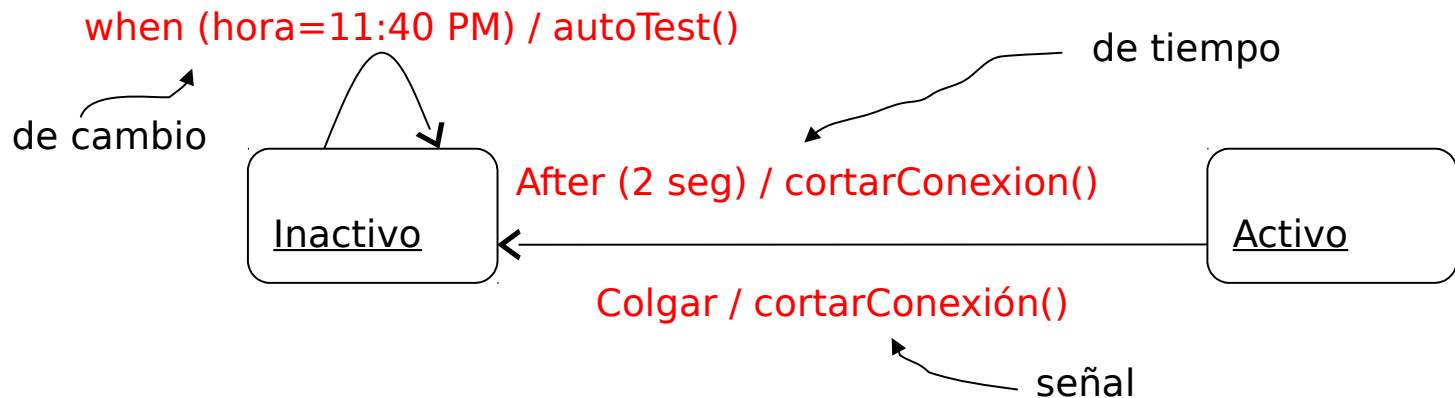 when (hora=11:40 PM) / autoTest()
de tiempo
de cambio
After (2 seg) / cortarConexion()
Inactivo
Activo
Colgar / cortarConexión()
señal